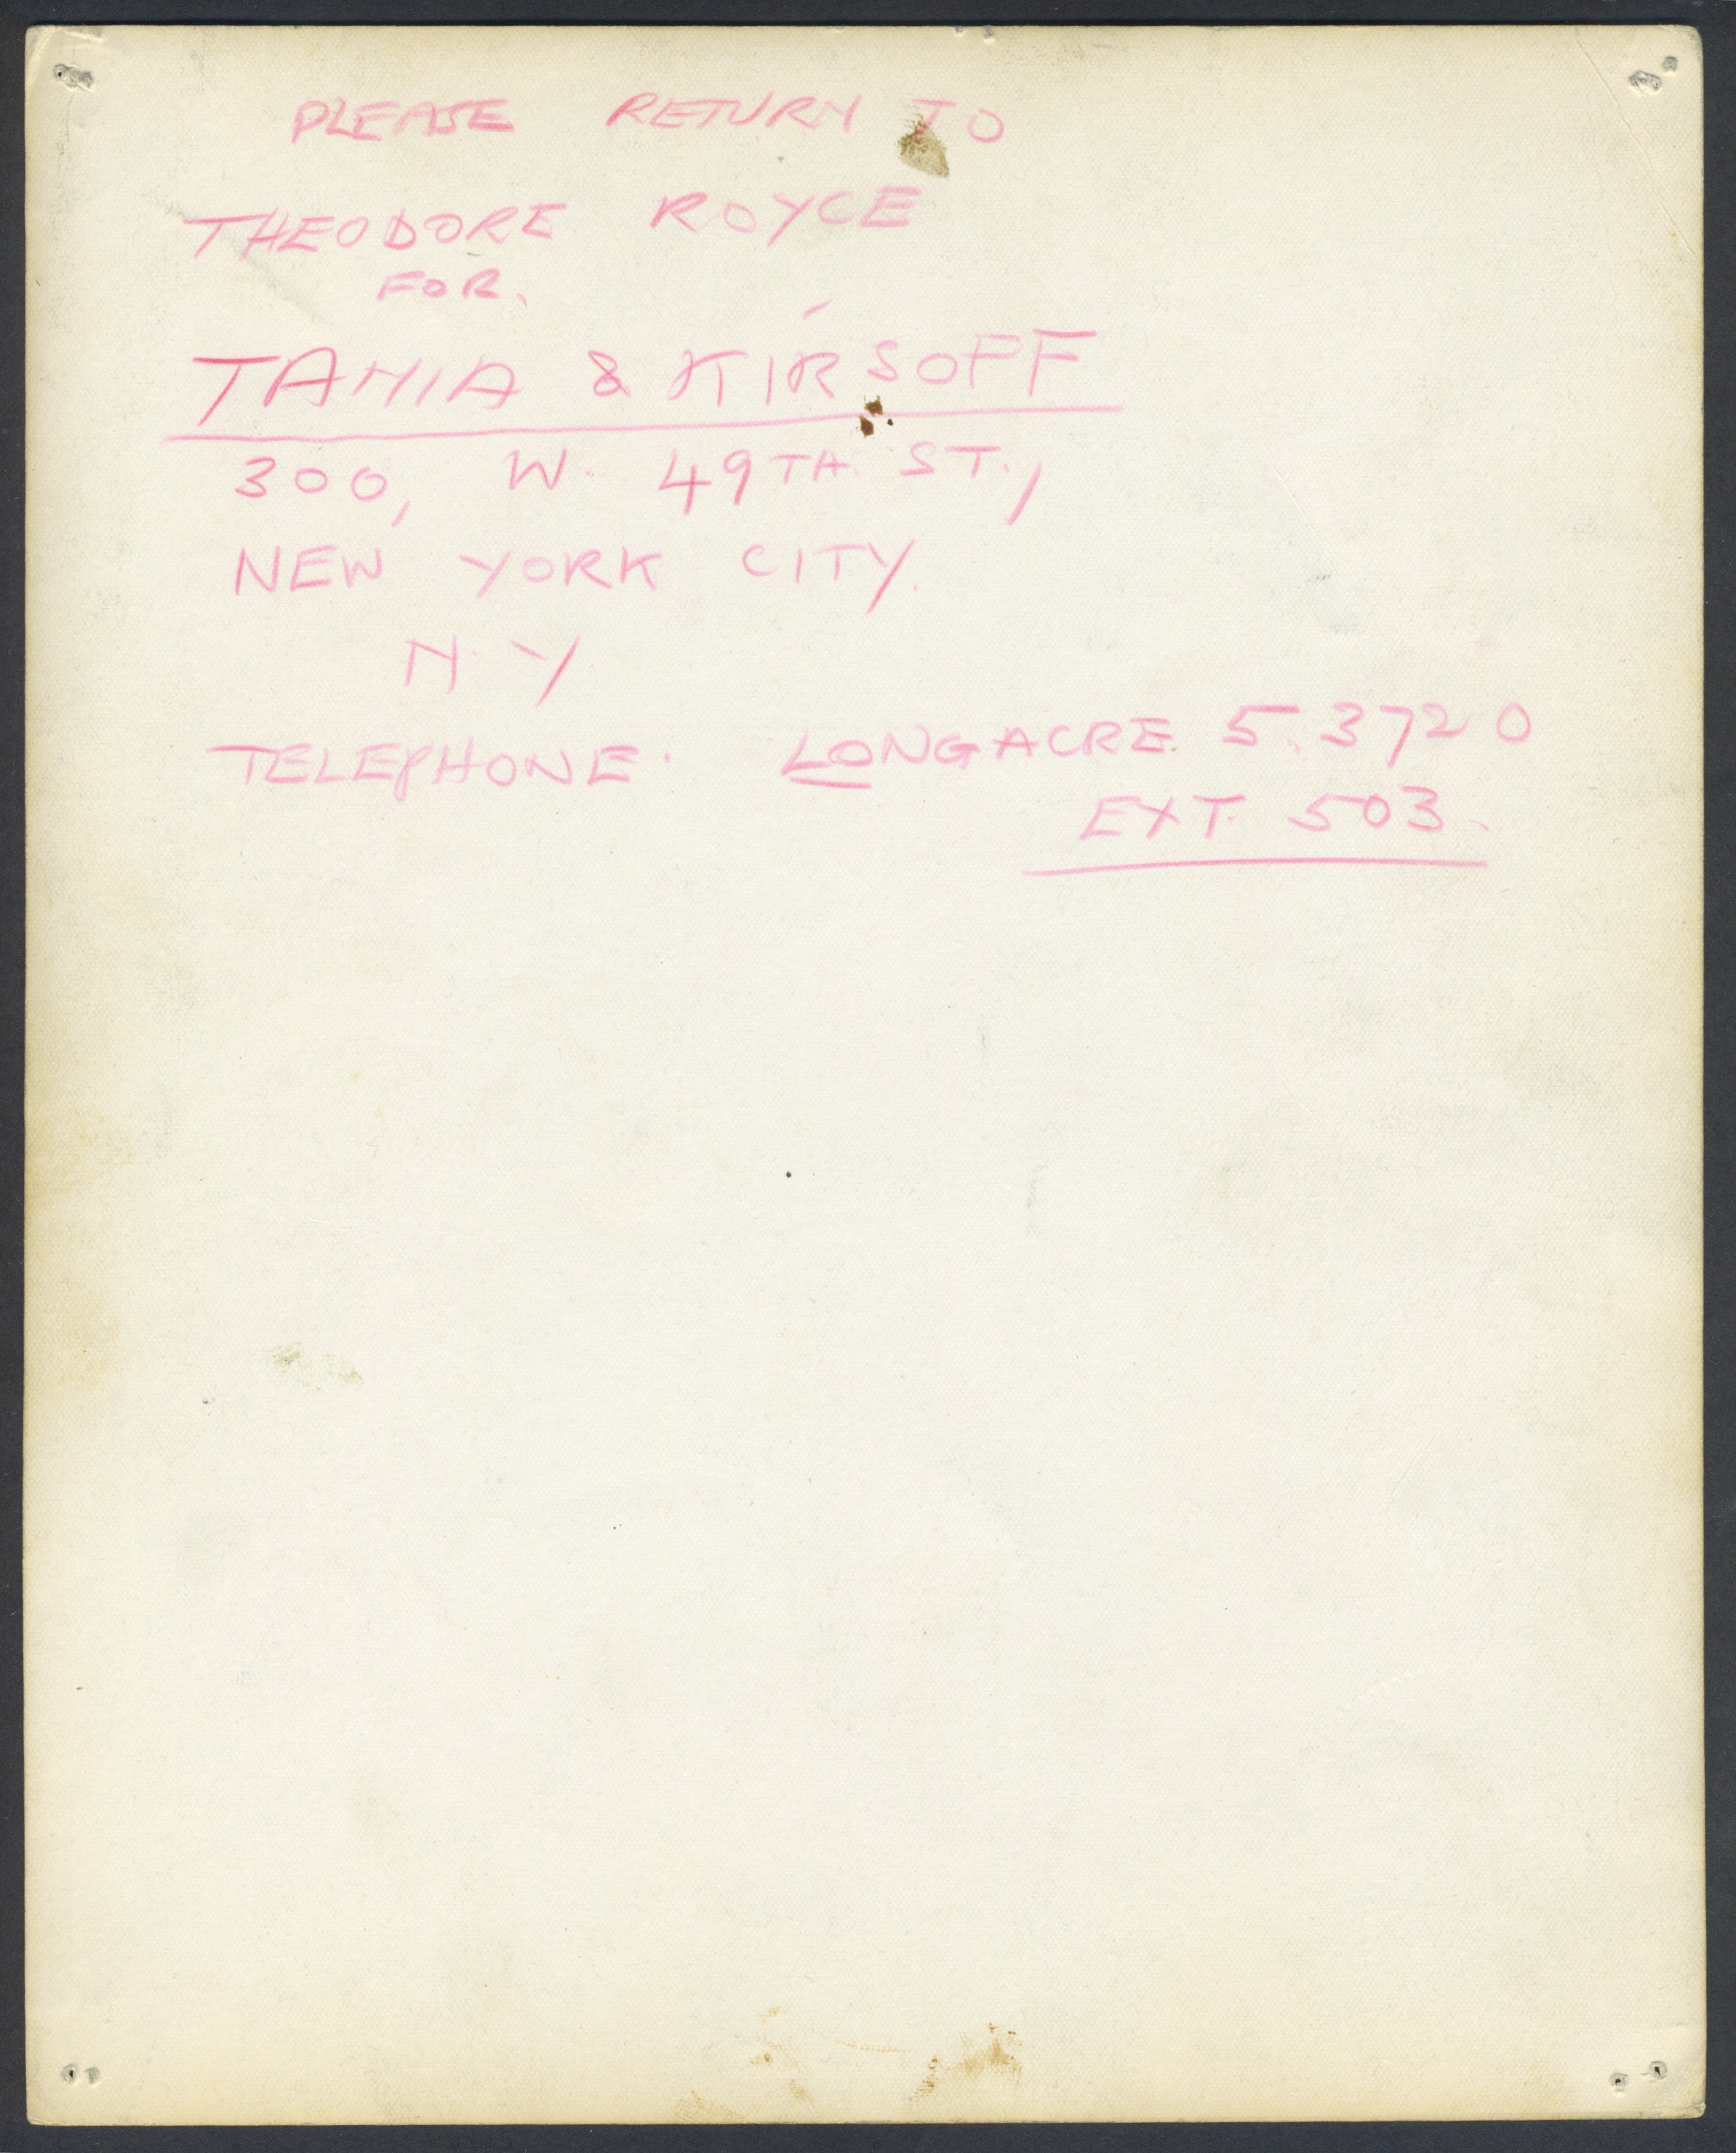 PLEASE RETURN TO
THEODORE ROYCE
FOR.
TANIA & KIRSOFF
300, W. 49TH. ST.,
NEW YORK CITY.
N. Y
TELEPHONE. LONGACRE. 5.3720
EXT. 503.